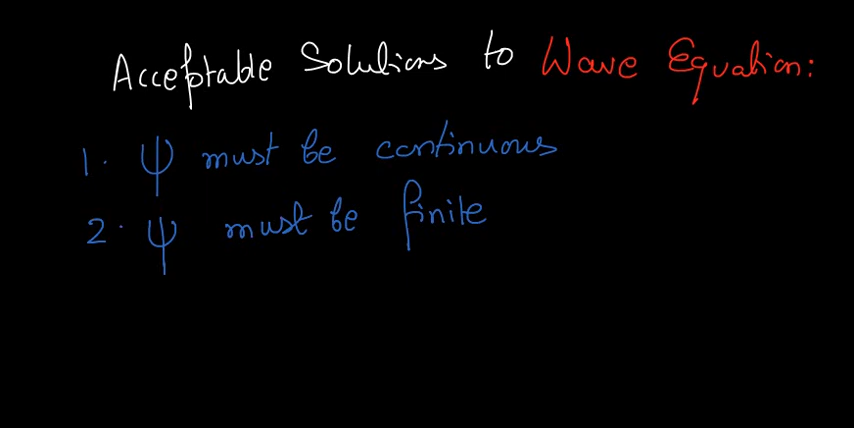 Acceptable Solutions to Wave Equation:
1. ψ must be continuous
2. ψ must be finite